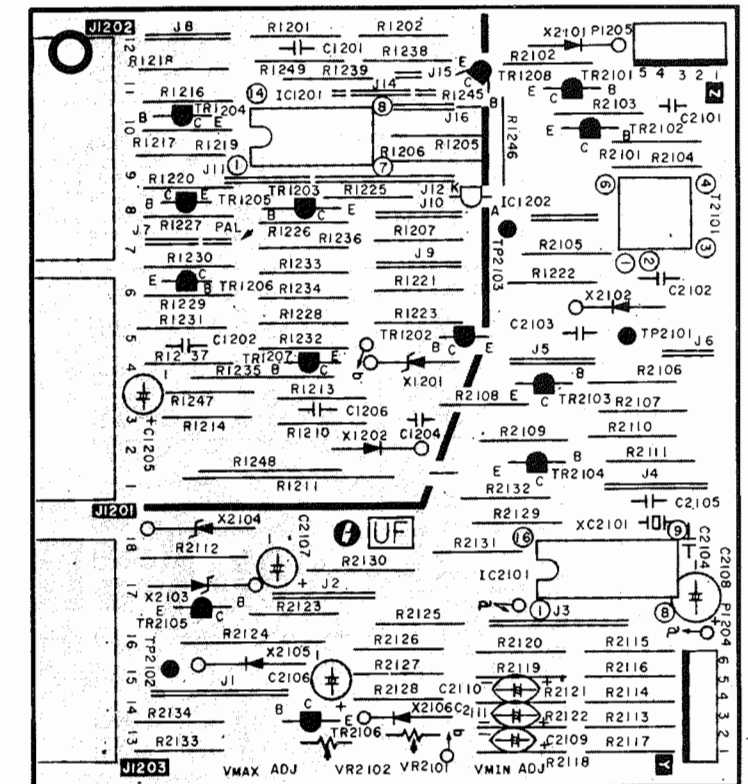 J1202 J8 R1201 R1202 X2101 P1205
12 C1201 R1238 R2102 5 4 3 2 1
R1218 R1249 R1239 J15 E TR1208 TR2101 Z
11 R1216 14 IC1201 J14 8 R1245 C B E C B R2103 C2101
B TR1204 C E J16 E B TR2102
10 R1217 R1219 R1205 R1246 C R2101 R2104
J11 1 7 R1206
9 R1220 TR1203 R1225 J12 K IC1202 6 4 T2101
8 B C E TR1205 B C E J10 A
J7 R1227 PAL R1226 R1236 R1207 TP2103 R2105 1 2 3
7 R1230 R1233 J9
E B C TR1206 R1234 R1221 R1222 C2102
6 R1229 X2102
R1231 R1228 R1223 C2103 TP2101
5 C1202 R1232 TR1202 B C E J5 J6
R1237 TR1207 E
4 R1235 B C b X1201 B R2106
R1247 R1213 R2108 E C TR2103 R2107
3 C1206 C1204
R1214 R1210 X1202 R2109 R2110
2 C1205 B R2111
R1248 E C TR2104 J4
1 R1211 R2132
J1201 X2104 C2107 UF R2129 XC2101 C2105
18 R2112 16 9 C2104
R2130 R2131 C2108
17 X2103 J2 IC2101 P1204
E C B R2123 1 J3 8
TR2105 R2125
16 TP2102 R2124 R2126 R2120 R2115
X2105 6
15 J1 C2106 R2127 R2119 R2116 5
R2128 C2110 R2121 R2114 4
14 R2134 B C E X2106 C2111 R2122 R2113 3
TR2106 b 2
13 R2133 C2109 R2117 1
J1203 VMAX ADJ VR2102 VR2101 VMIN ADJ R2118 Y